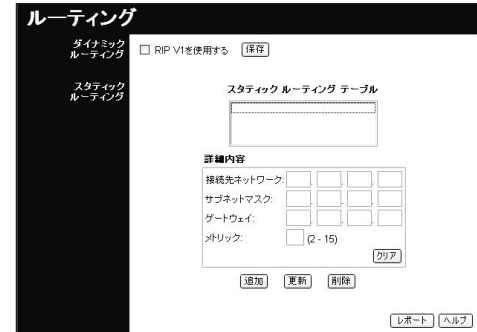 ルーティング
ダイナミック
ルーティング
RIP V1を使用する 保存
スタティック
ルーティング
スタティック ルーティング テーブル
詳細内容
接続先ネットワーク:
サブネットマスク:
ゲートウェイ:
メトリック: (2 - 15)
クリア
追加 更新 削除
レポート ヘルプ